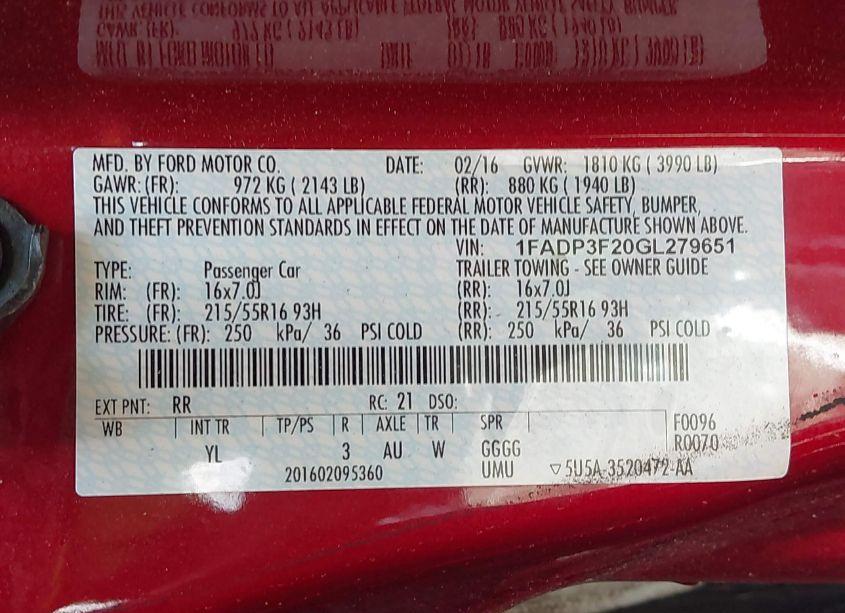 MFD. BY FORD MOTOR CO. DATE: 02/16 GVWR: 1810 KG ( 3990 LB)
GAWR: (FR): 972 KG ( 2143 LB) (RR): 880 KG ( 1940 LB)
THIS VEHICLE CONFORMS TO ALL APPLICABLE FEDERAL MOTOR VEHICLE SAFETY, BUMPER,
AND THEFT PREVENTION STANDARDS IN EFFECT ON THE DATE OF MANUFACTURE SHOWN ABOVE.
VIN: 1FADP3F20GL279651
TYPE: Passenger Car TRAILER TOWING - SEE OWNER GUIDE
RIM: (FR): 16x7.0J (RR): 16x7.0J
TIRE: (FR): 215/55R16 93H (RR): 215/55R16 93H
PRESSURE: (FR): 250 kPa/ 36 PSI COLD (RR): 250 kPa/ 36 PSI COLD
EXT PNT: RR RC: 21 DSO:
WB INT TR TP/PS R AXLE TR SPR F0096
YL 3 AU W GGGG R0070
201602095360 UMU ▽5U5A-3520472-AA